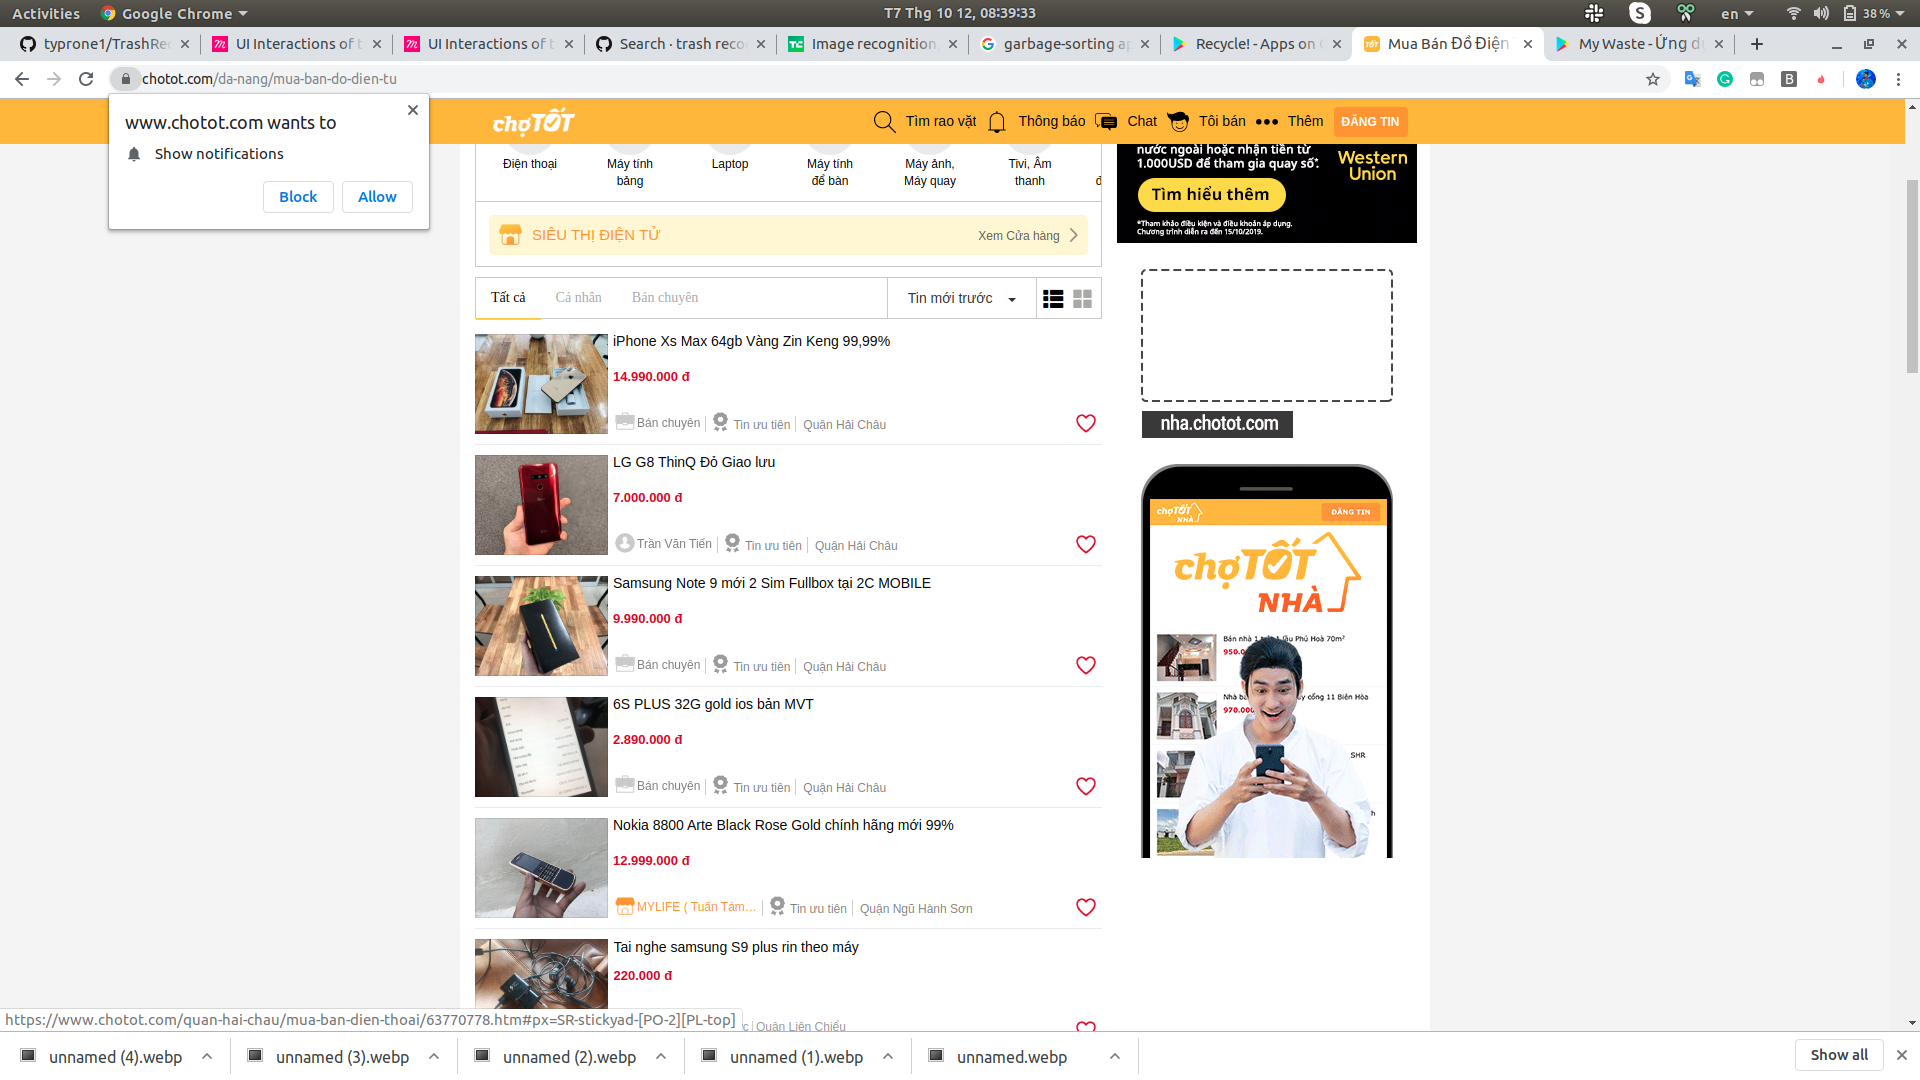 Activities
Google Chrome
T7 Thg 10 12, 08:39:33
en
38%
typrone1/TrashRec
UI Interactions of t
UI Interactions of t
Search · trash reco
Image recognition,
garbage-sorting ap
Recycle! - Apps on G
Mua Bán Đồ Điện T
My Waste - Ứng dụ
chotot.com/da-nang/mua-ban-do-dien-tu
www.chotot.com wants to
Show notifications
Block
Allow
chợTỐT
Tìm rao vặt
Thông báo
Chat
Tôi bán
Thêm
ĐĂNG TIN
Điện thoại
Máy tính
bảng
Laptop
Máy tính
để bàn
Máy ảnh,
Máy quay
Tivi, Âm
thanh
SIÊU THỊ ĐIỆN TỬ
Xem Cửa hàng
Tất cả
Cá nhân
Bán chuyên
Tin mới trước
iPhone Xs Max 64gb Vàng Zin Keng 99,99%
14.990.000 đ
Bán chuyên
Tin ưu tiên
Quận Hải Châu
LG G8 ThinQ Đỏ Giao lưu
7.000.000 đ
Trần Văn Tiến
Tin ưu tiên
Quận Hải Châu
Samsung Note 9 mới 2 Sim Fullbox tại 2C MOBILE
9.990.000 đ
Bán chuyên
Tin ưu tiên
Quận Hải Châu
6S PLUS 32G gold ios bản MVT
2.890.000 đ
Bán chuyên
Tin ưu tiên
Quận Hải Châu
Nokia 8800 Arte Black Rose Gold chính hãng mới 99%
12.999.000 đ
MYLIFE ( Tuấn Tám...
Tin ưu tiên
Quận Ngũ Hành Sơn
Tai nghe samsung S9 plus rin theo máy
220.000 đ
Quận Liên Chiểu
nước ngoài hoặc nhận tiền từ
1.000USD để tham gia quay số*.
Western
Union
Tìm hiểu thêm
*Tham khảo điều kiện và điều khoản áp dụng.
Chương trình diễn ra đến 15/10/2019.
nha.chotot.com
chợTỐT
NHÀ
ĐĂNG TIN
chợTỐT
NHÀ
Bán nhà 1
lầu Phú Hoà 70m²
950.0
Nhà bá
y cổng 11 Biên Hòa
970.000
SHR
https://www.chotot.com/quan-hai-chau/mua-ban-dien-thoai/63770778.htm#px=SR-stickyad-[PO-2][PL-top]
unnamed (4).webp
unnamed (3).webp
unnamed (2).webp
unnamed (1).webp
unnamed.webp
Show all